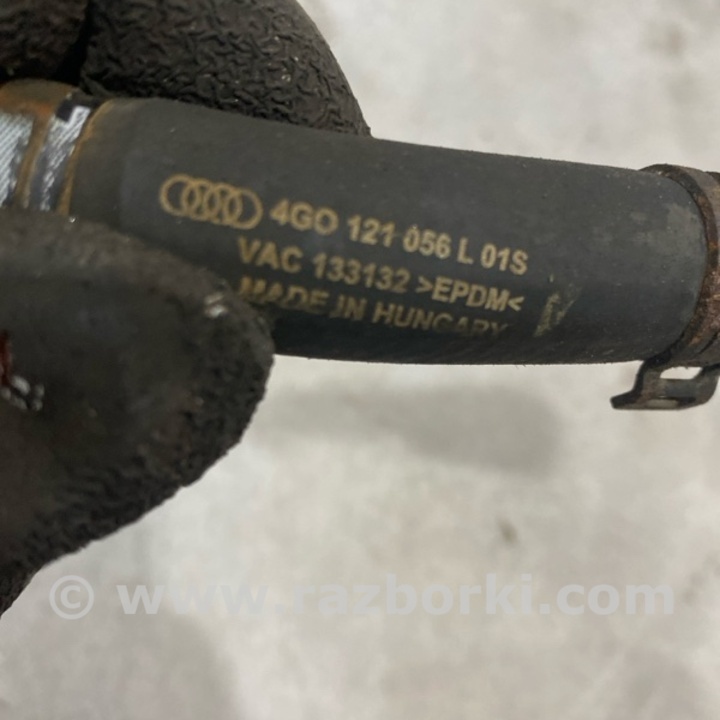 4G0 121 056 L 01S
VAC 133132 >EPDM<
MADE IN HUNGARY
© www.razborki.com